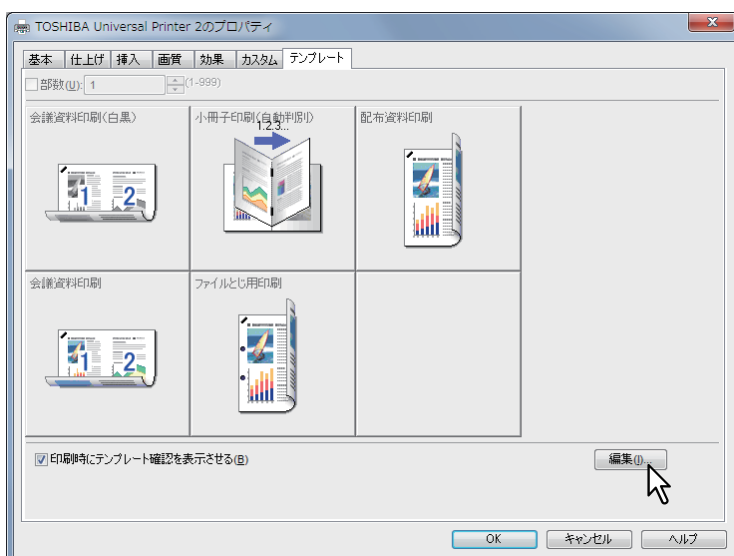 TOSHIBA Universal Printer 2のプロパティ
基本 仕上げ 挿入 画質 効果 カスタム テンプレート
部数(U): 1 (1-999)
会議資料印刷(白黒) 小冊子印刷(自動判別) 配布資料印刷
1.2.3...
1 2
会議資料印刷 ファイルとじ用印刷
1 2
印刷時にテンプレート確認を表示させる(B) 編集(I)...
OK キャンセル ヘルプ